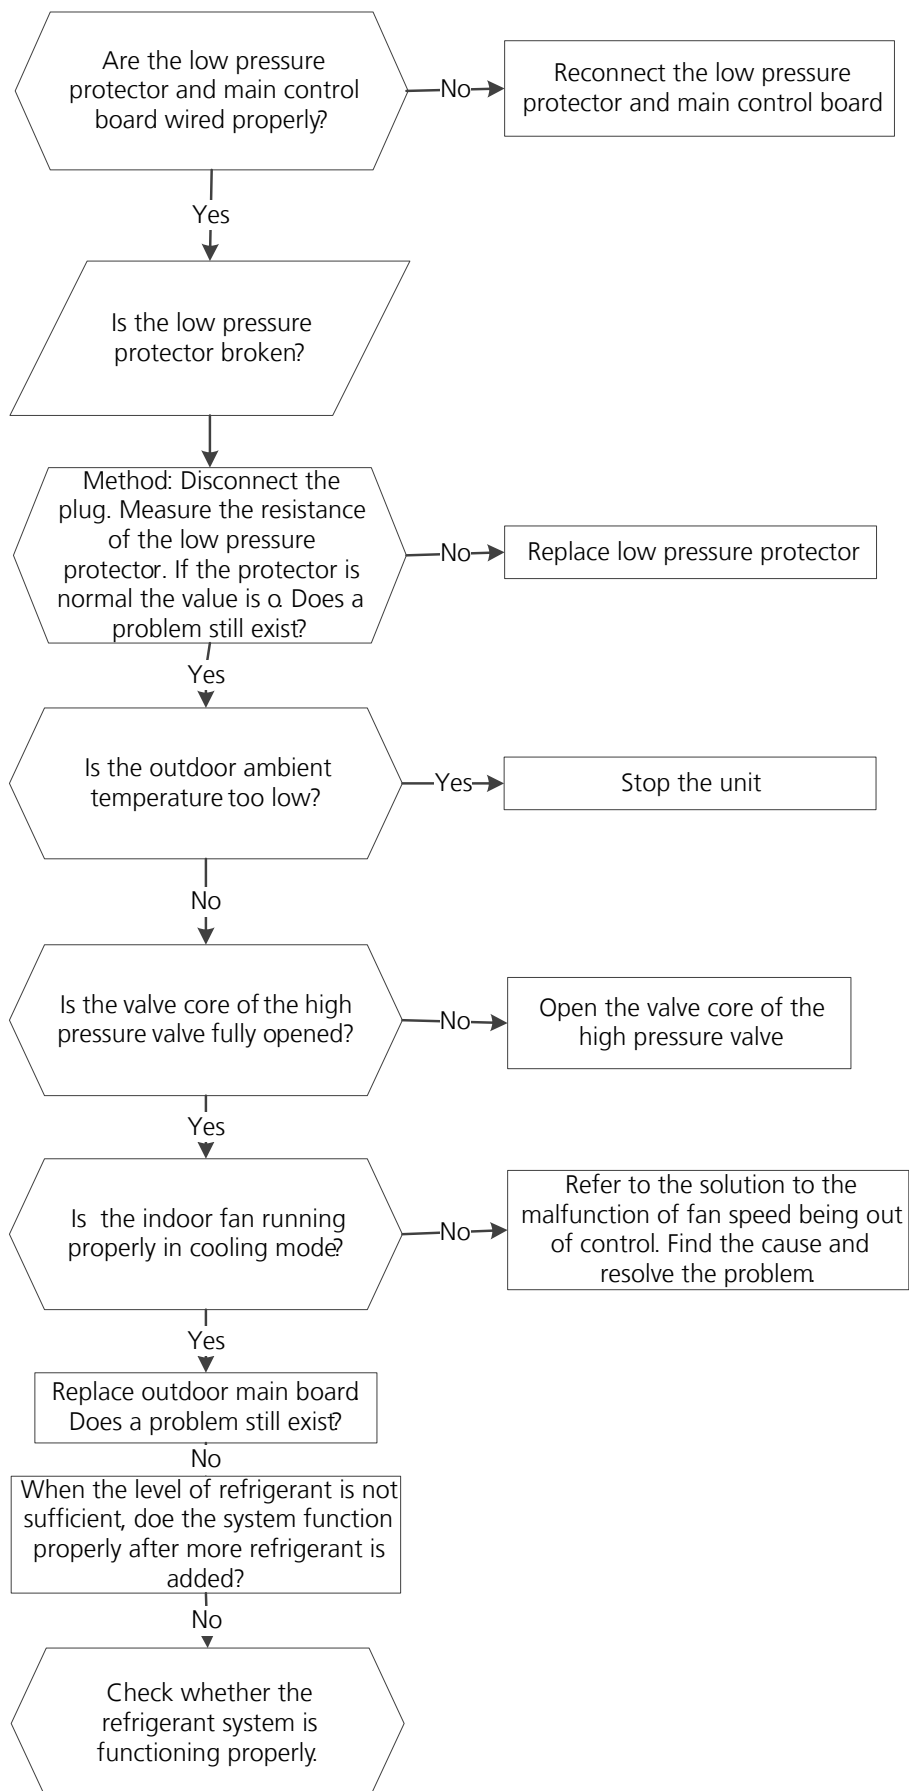 Are the low pressure
protector and main control
board wired properly?
No
Reconnect the low pressure
protector and main control board
Yes
Is the low pressure
protector broken?
Method: Disconnect the
plug. Measure the resistance
of the low pressure
protector. If the protector is
normal the value is o. Does a
problem still exist?
No
Replace low pressure protector
Yes
Is the outdoor ambient
temperature too low?
Yes
Stop the unit
No
Is the valve core of the high
pressure valve fully opened?
No
Open the valve core of the
high pressure valve
Yes
Is the indoor fan running
properly in cooling mode?
No
Refer to the solution to the
malfunction of fan speed being out
of control. Find the cause and
resolve the problem.
Yes
Replace outdoor main board.
Does a problem still exist?
No
When the level of refrigerant is not
sufficient, doe the system function
properly after more refrigerant is
added?
No
Check whether the
refrigerant system is
functioning properly.